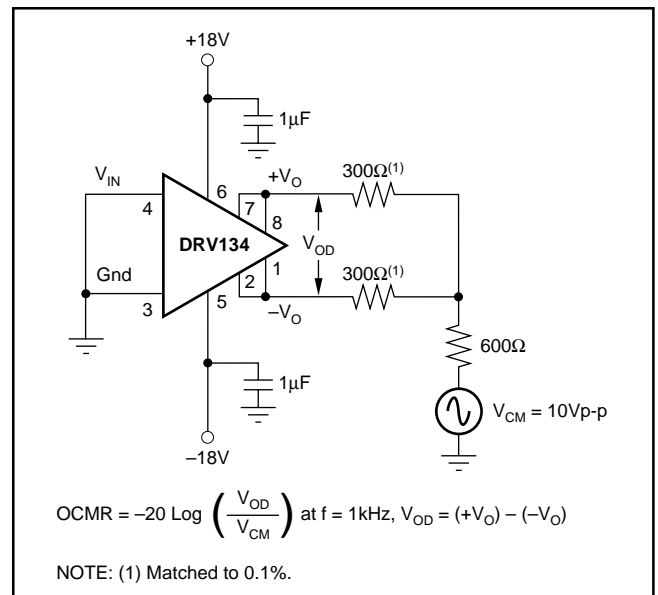 +18V
1µF
V_IN
4
6
+V_O
300Ω(1)
7
8
DRV134
V_OD
Gnd
3
5
2
1
300Ω(1)
–V_O
600Ω
1µF
V_CM = 10Vp-p
–18V
OCMR = –20 Log ( V_OD / V_CM ) at f = 1kHz, V_OD = (+V_O) – (–V_O)
NOTE: (1) Matched to 0.1%.